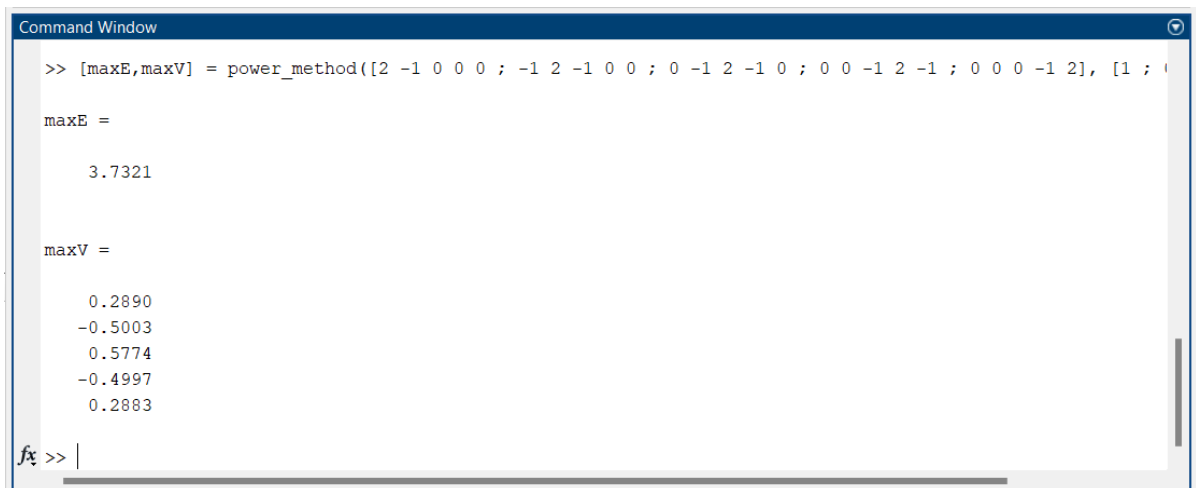 Command Window
>> [maxE,maxV] = power_method([2 -1 0 0 0 ; -1 2 -1 0 0 ; 0 -1 2 -1 0 ; 0 0 -1 2 -1 ; 0 0 0 -1 2], [1 ;
maxE =
3.7321
maxV =
0.2890
-0.5003
0.5774
-0.4997
0.2883
fx >>